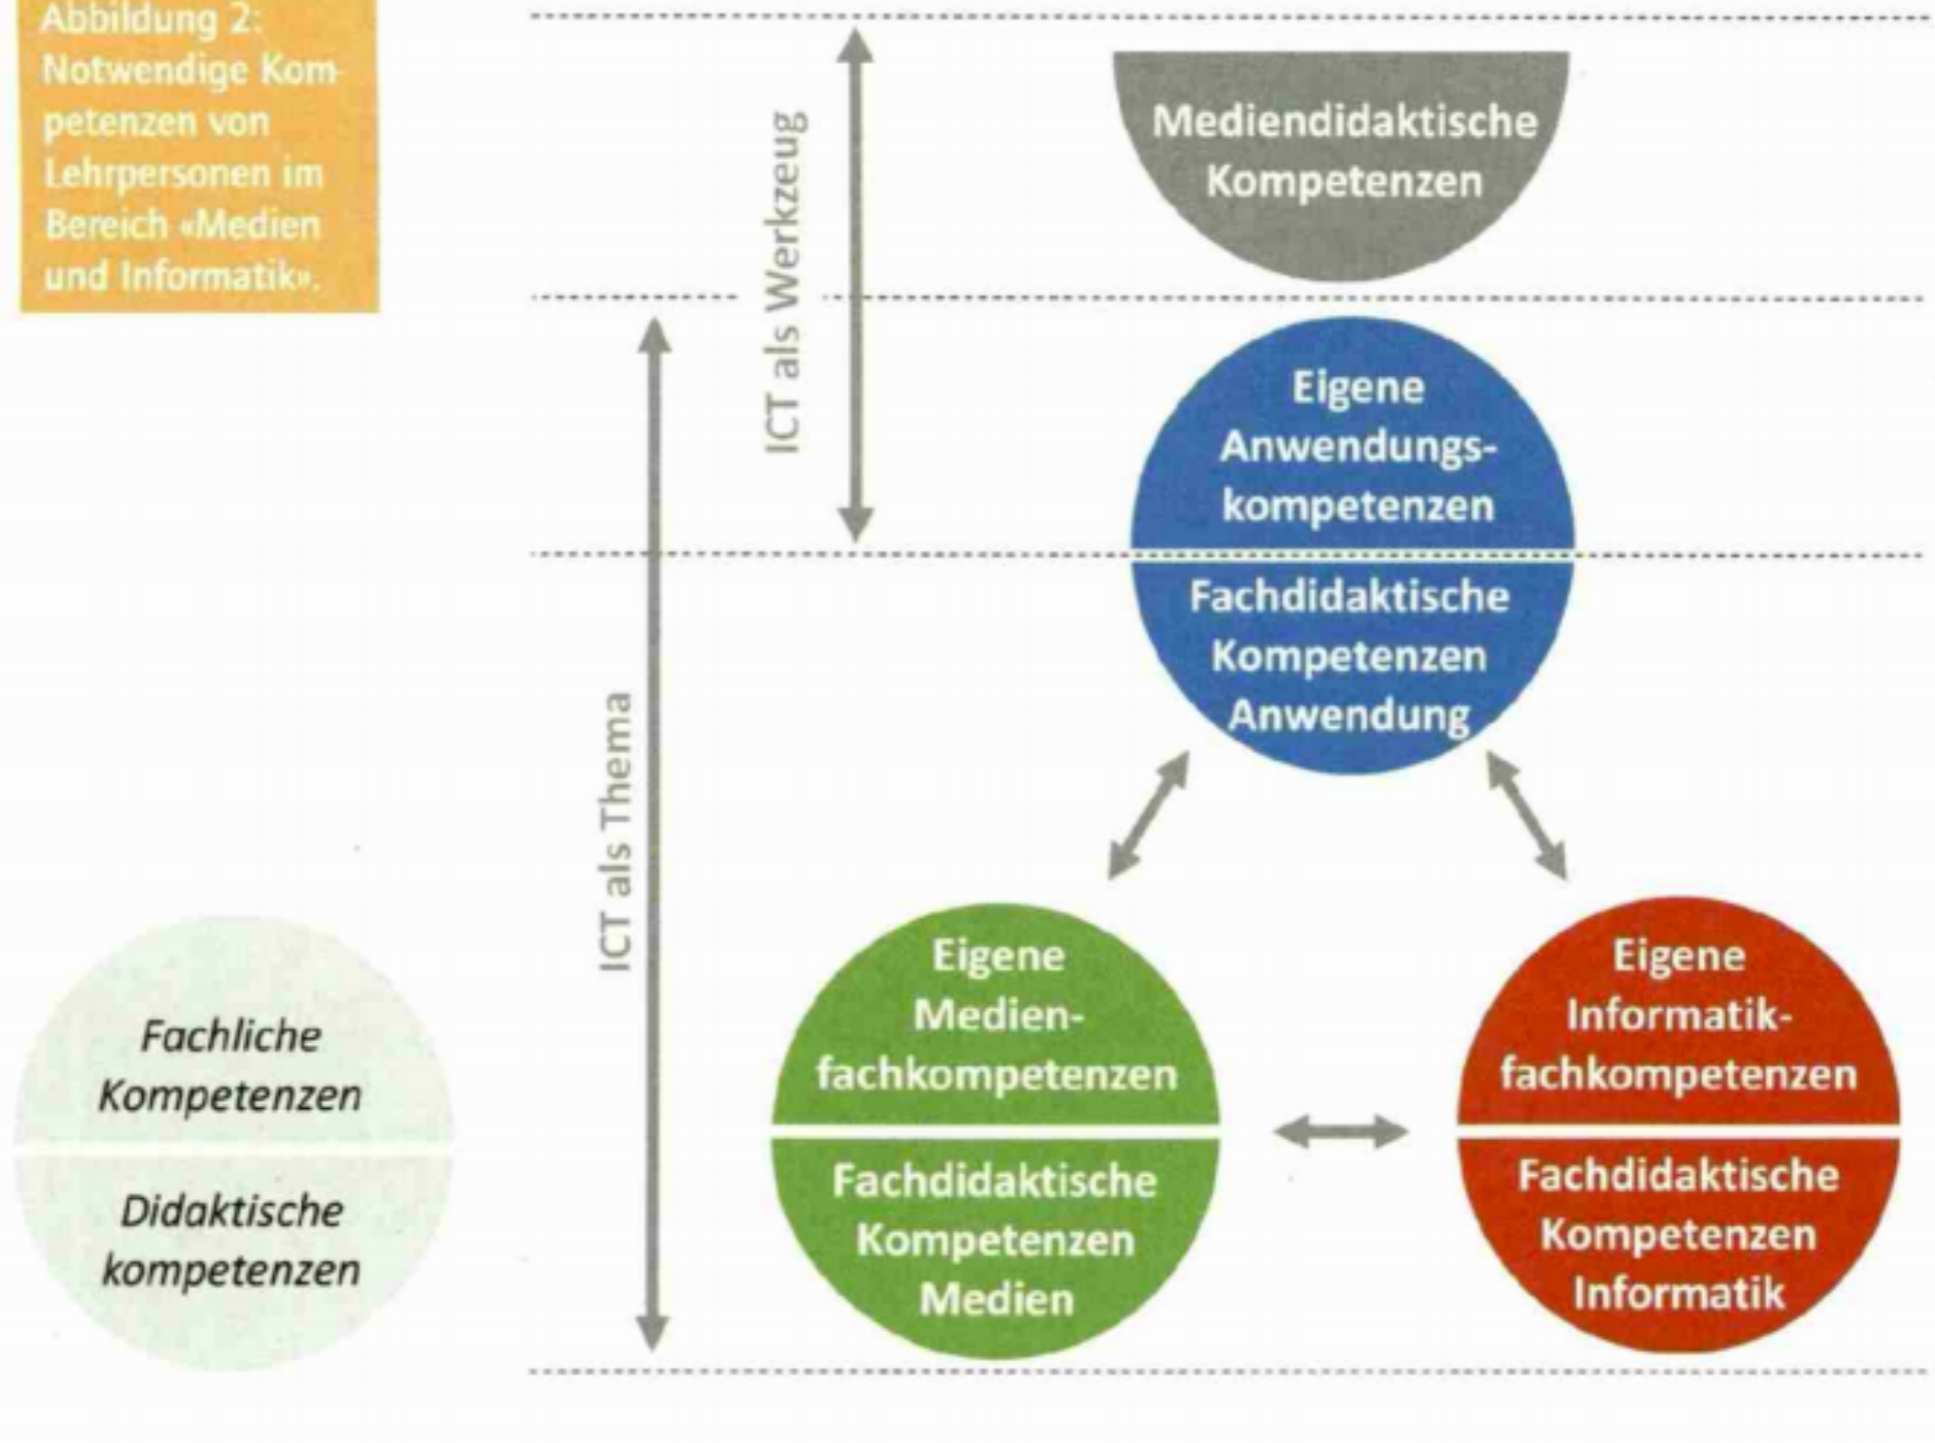 Abbildung 2:
Notwendige Kom-
petenzen von
Lehrpersonen im
Bereich «Medien
und Informatik».
ICT als Werkzeug
ICT als Thema
Mediendidaktische
Kompetenzen
Eigene
Anwendungs-
kompetenzen
Fachdidaktische
Kompetenzen
Anwendung
Eigene
Medien-
fachkompetenzen
Fachdidaktische
Kompetenzen
Medien
Eigene
Informatik-
fachkompetenzen
Fachdidaktische
Kompetenzen
Informatik
Fachliche
Kompetenzen
Didaktische
kompetenzen